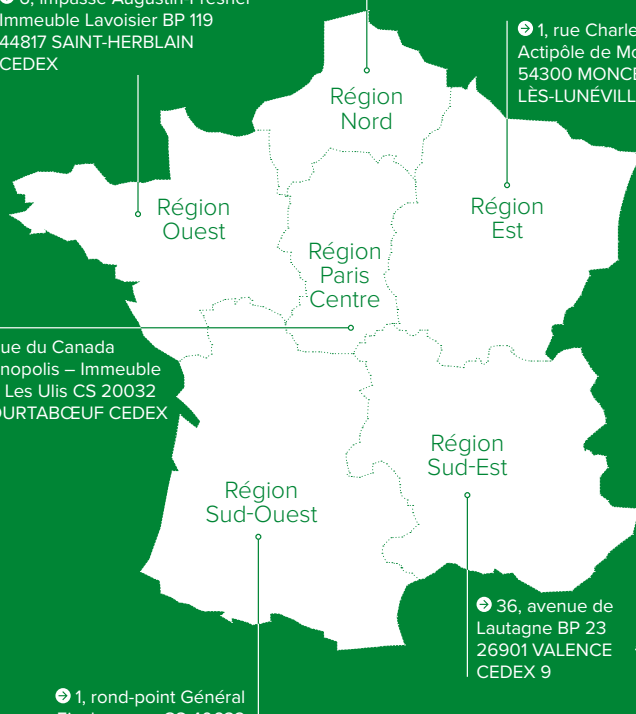 Impasse Augustin-Fresnel
Immeuble Lavoisier BP 119
44817 SAINT-HERBLAIN
CEDEX
1, rue Charle
Actipôle de Mo
54300 MONCE
LÈS-LUNÉVILL
Région
Nord
Région
Ouest
Région
Est
Région
Paris
Centre
ue du Canada
nopolis – Immeuble
Les Ulis CS 20032
OURTABŒUF CEDEX
Région
Sud-Est
Région
Sud-Ouest
36, avenue de
Lautagne BP 23
26901 VALENCE
CEDEX 9
1, rond-point Général